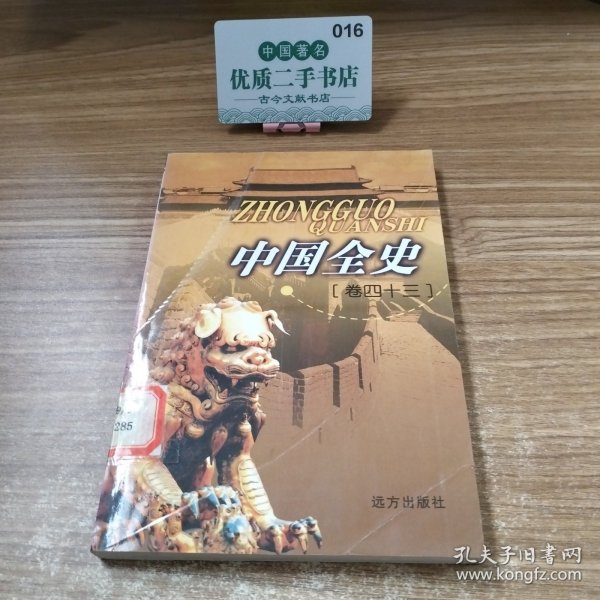 016
中国著名
优质二手书店
古今文献书店
ZHONGGUO
QUANSHI
中国全史
[卷四十三]
285
远方出版社
孔夫子旧书网
www.kongfz.com